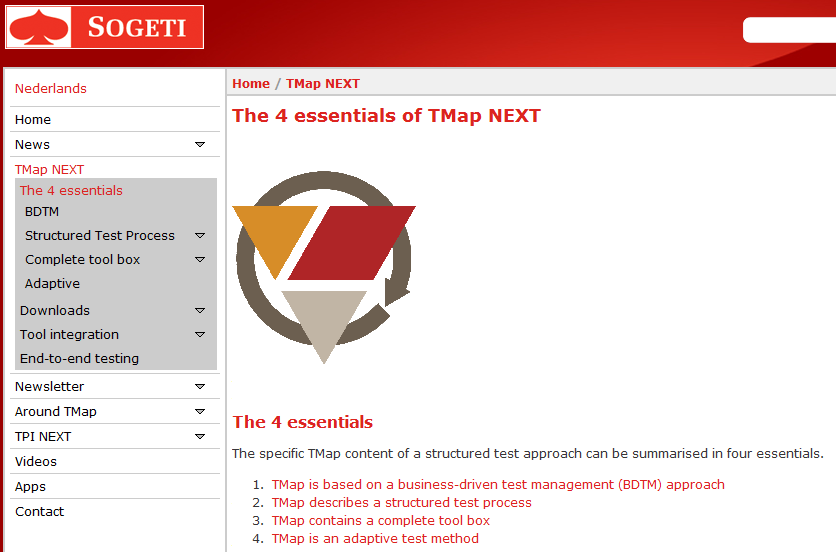 SOGETI
Nederlands
Home
News
TMap NEXT
The 4 essentials
BDTM
Structured Test Process
Complete tool box
Adaptive
Downloads
Tool integration
End-to-end testing
Newsletter
Around TMap
TPI NEXT
Videos
Apps
Contact
Home / TMap NEXT
The 4 essentials of TMap NEXT
The 4 essentials
The specific TMap content of a structured test approach can be summarised in four essentials.
1. TMap is based on a business-driven test management (BDTM) approach
2. TMap describes a structured test process
3. TMap contains a complete tool box
4. TMap is an adaptive test method